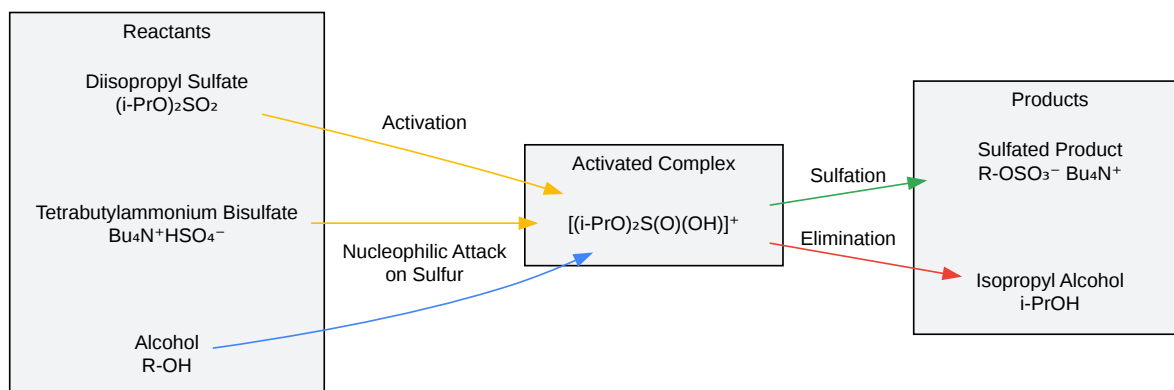 Reactants
Diisopropyl Sulfate
(i-PrO)₂SO₂
Tetrabutylammonium Bisulfate
Bu₄N⁺HSO₄⁻
Alcohol
R-OH
Activation
Nucleophilic Attack
on Sulfur
Activated Complex
[(i-PrO)₂S(O)(OH)]⁺
Sulfation
Elimination
Products
Sulfated Product
R-OSO₃⁻ Bu₄N⁺
Isopropyl Alcohol
i-PrOH